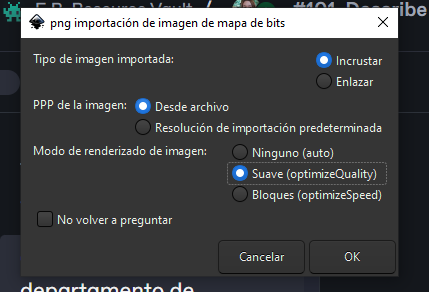 E.B. Resource Vault / #101 Describe
png importación de imagen de mapa de bits
Tipo de imagen importada:
Incrustar
Enlazar
PPP de la imagen:
Desde archivo
Resolución de importación predeterminada
Modo de renderizado de imagen:
Ninguno (auto)
Suave (optimizeQuality)
Bloques (optimizeSpeed)
No volver a preguntar
Cancelar
OK
departamento de